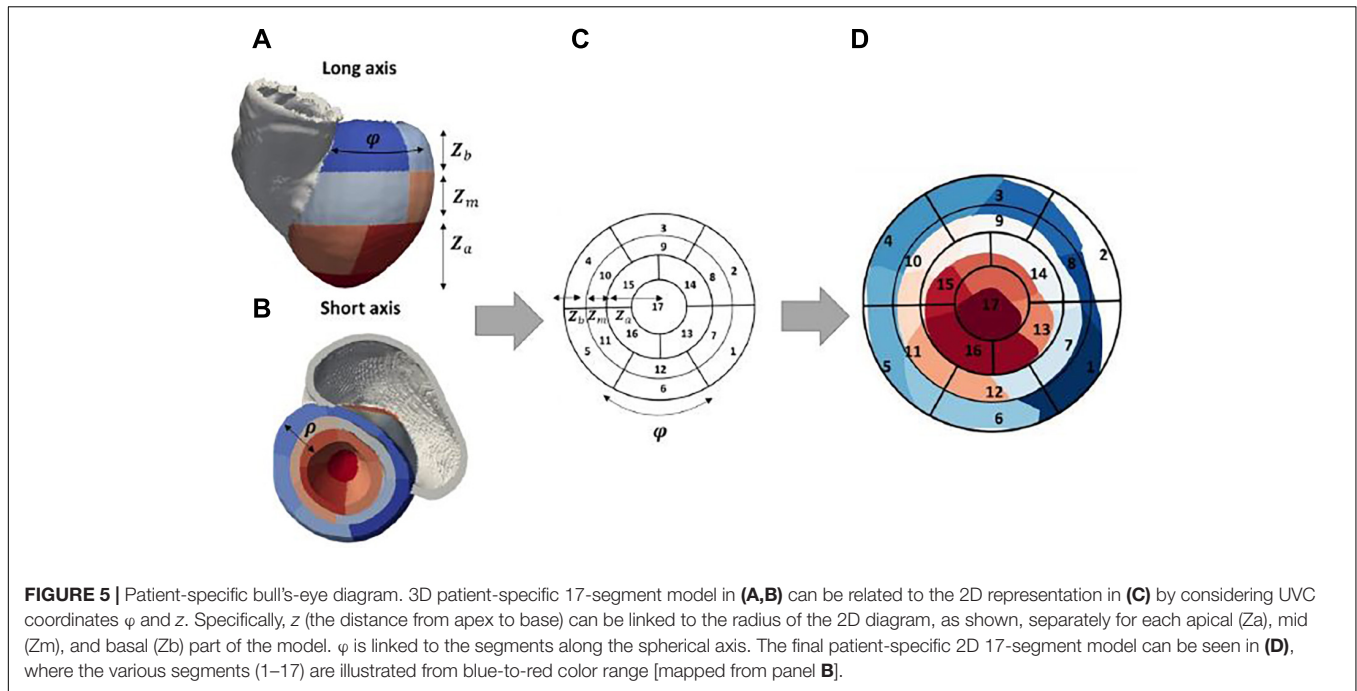 A
Long axis
φ
Z_b
Z_m
Z_a
B
Short axis
ρ
C
3
4
9
2
10
8
15
14
17
Z_b Z_m Z_a
16
13
11
7
5
1
12
6
φ
D
3
9
4
2
8
10
14
15
17
13
7
16
11
5
1
12
6
FIGURE 5 | Patient-specific bull's-eye diagram. 3D patient-specific 17-segment model in (A,B) can be related to the 2D representation in (C) by considering UVC
coordinates φ and z. Specifically, z (the distance from apex to base) can be linked to the radius of the 2D diagram, as shown, separately for each apical (Za), mid
(Zm), and basal (Zb) part of the model. φ is linked to the segments along the spherical axis. The final patient-specific 2D 17-segment model can be seen in (D),
where the various segments (1–17) are illustrated from blue-to-red color range [mapped from panel B].